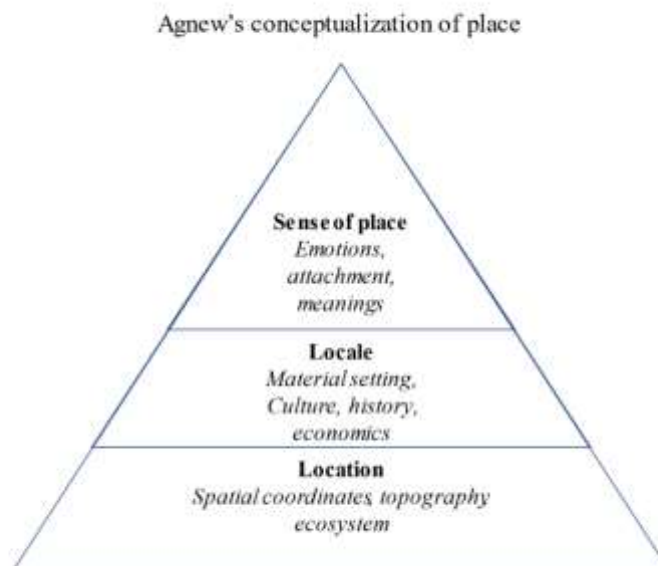 Agnew's conceptualization of place
Sense of place
Emotions,
attachment,
meanings
Locale
Material setting,
Culture, history,
economics
Location
Spatial coordinates, topography
ecosystem